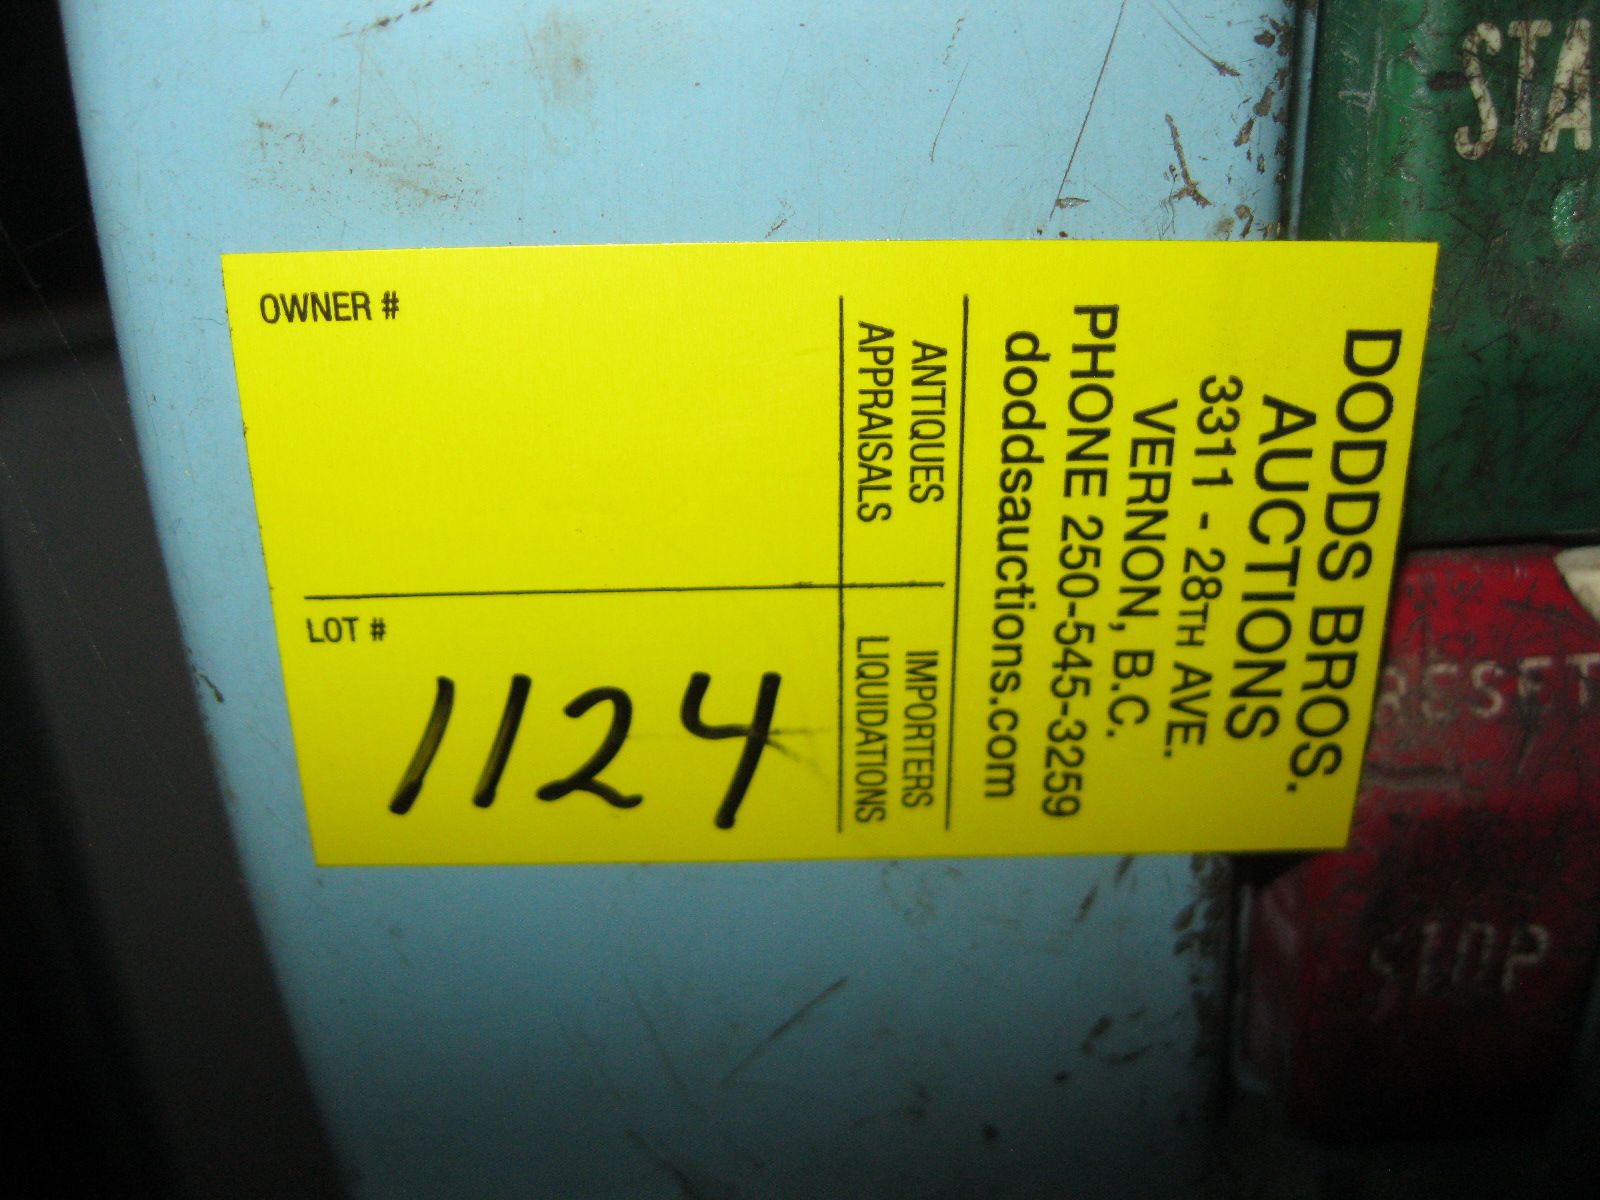 DODDS BROS.
AUCTIONS
3311 - 28TH AVE.
VERNON, B.C.
PHONE 250-545-3259
doddsauctions.com
ANTIQUES IMPORTERS
APPRAISALS LIQUIDATIONS
OWNER #
LOT #
1124
STA
RESET
STOP